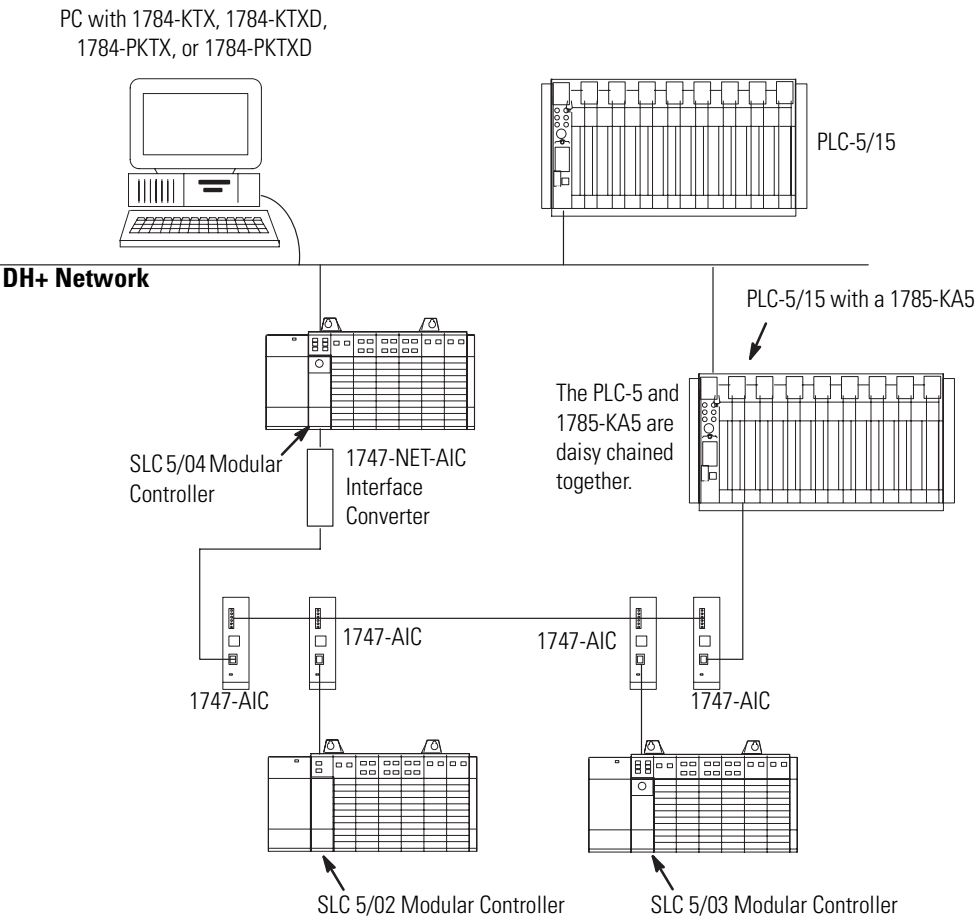 PC with 1784-KTX, 1784-KTXD,
1784-PKTX, or 1784-PKTXD
PLC-5/15
DH+ Network
PLC-5/15 with a 1785-KA5
The PLC-5 and
1785-KA5 are
daisy chained
together.
SLC 5/04 Modular
Controller
1747-NET-AIC
Interface
Converter
1747-AIC
1747-AIC
1747-AIC
1747-AIC
SLC 5/02 Modular Controller
SLC 5/03 Modular Controller